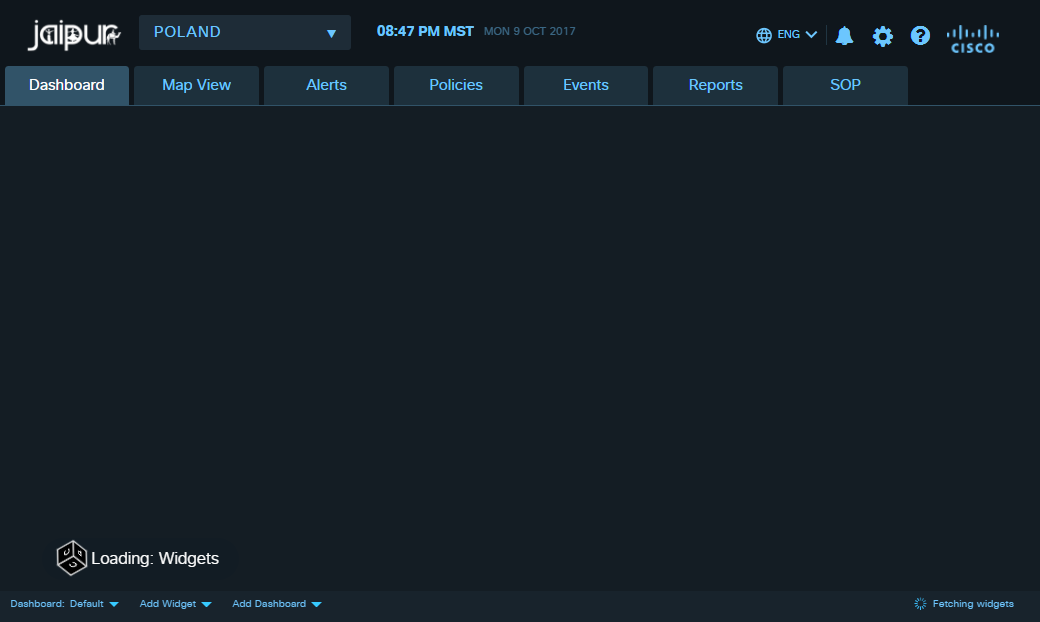 jaipur
POLAND
08:47 PM MST MON 9 OCT 2017
ENG
CISCO
Dashboard Map View Alerts Policies Events Reports SOP
Loading: Widgets
Dashboard: Default Add Widget Add Dashboard Fetching widgets